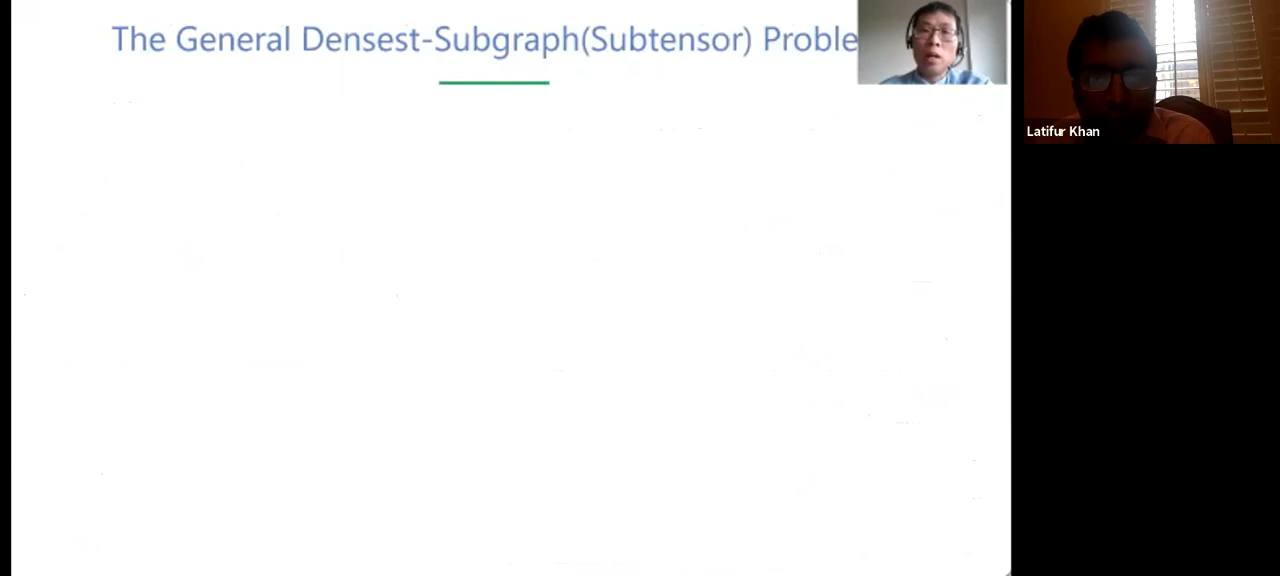 The General Densest-Subgraph(Subtensor) Proble
Latifur Khan